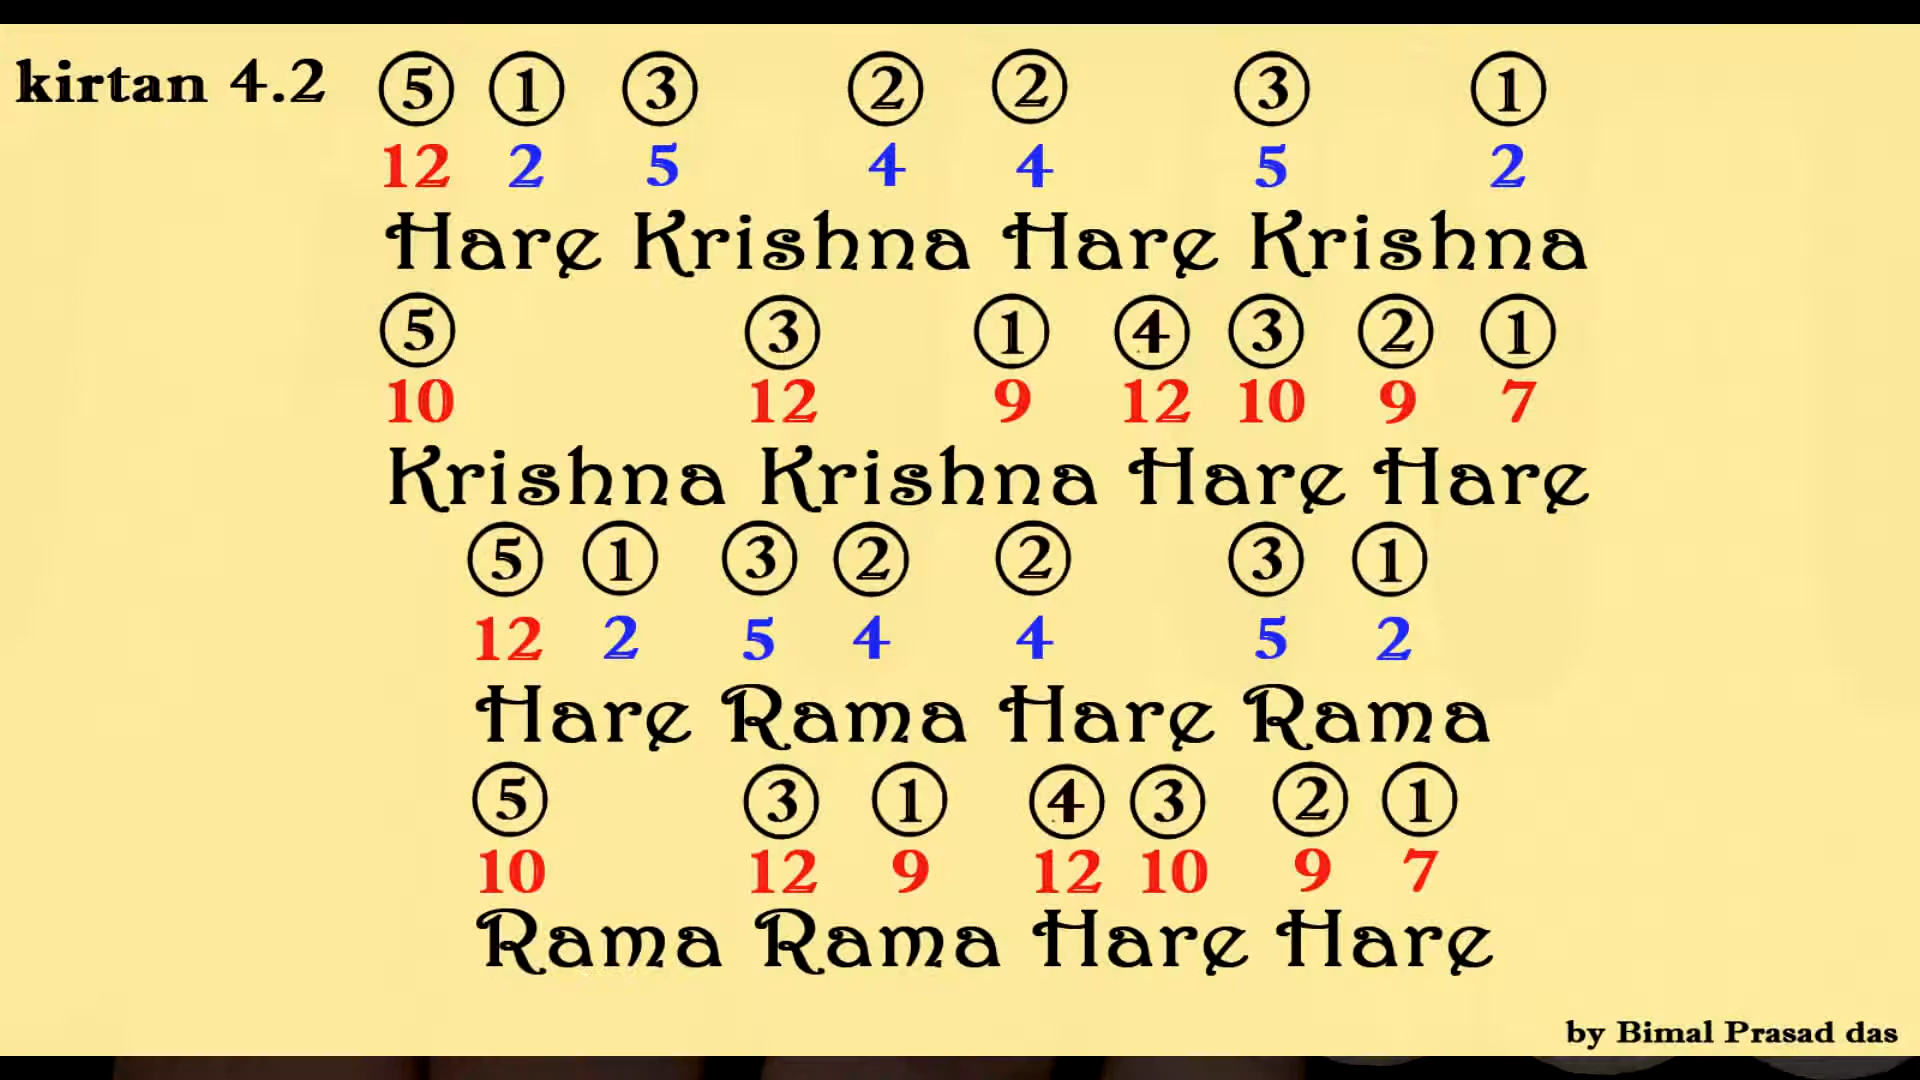 kirtan 4.2 5 1 3 2 2 3 1
12 2 5 4 4 5 2
Hare Krishna Hare Krishna
5 3 1 4 3 2 1
10 12 9 12 10 9 7
Krishna Krishna Hare Hare
5 1 3 2 2 3 1
12 2 5 4 4 5 2
Hare Rama Hare Rama
5 3 1 4 3 2 1
10 12 9 12 10 9 7
Rama Rama Hare Hare
by Bimal Prasad das